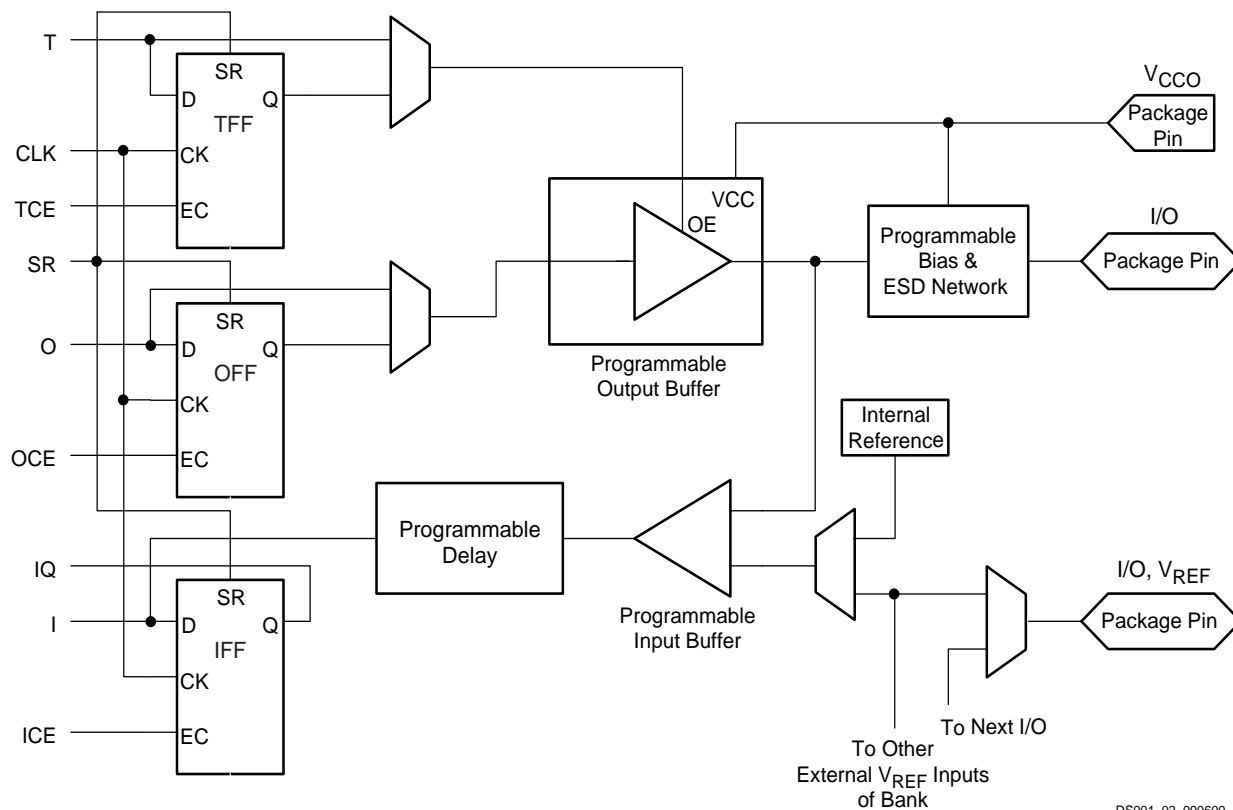 T
SR
D
Q
TFF
CLK
CK
TCE
EC
SR
VCCO
Package
Pin
VCC
OE
I/O
Programmable
Bias &
ESD Network
Package Pin
SR
O
D
Q
OFF
CK
OCE
EC
Programmable
Output Buffer
Internal
Reference
Programmable
Delay
IQ
SR
I
D
Q
IFF
CK
ICE
EC
Programmable
Input Buffer
I/O, VREF
Package Pin
To Next I/O
To Other
External VREF Inputs
of Bank
DS001_02_090600